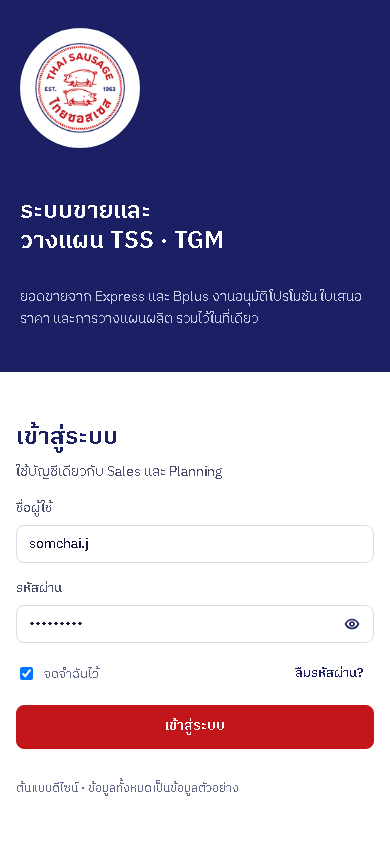 THAI SAUSAGE
EST. 1963
ไทยซอสเซส
ระบบขายและ
วางแผน TSS · TGM
ยอดขายจาก Express และ Bplus งานอนุมัติโปรโมชัน ใบเสนอ
ราคา และการวางแผนผลิต รวมไว้ในที่เดียว
เข้าสู่ระบบ
ใช้บัญชีเดียวกับ Sales และ Planning
ชื่อผู้ใช้
somchai.j
รหัสผ่าน
•••••••••
จดจำฉันไว้
ลืมรหัสผ่าน?
เข้าสู่ระบบ
ต้นแบบดีไซน์ · ข้อมูลทั้งหมดเป็นข้อมูลตัวอย่าง